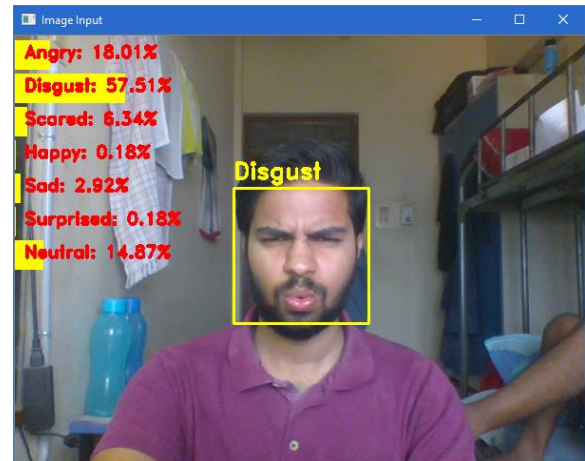 Image Input
Angry: 18.01%
Disgust: 57.51%
Scared: 6.34%
Happy: 0.18%
Sad: 2.92%
Surprised: 0.18%
Neutral: 14.87%
Disgust